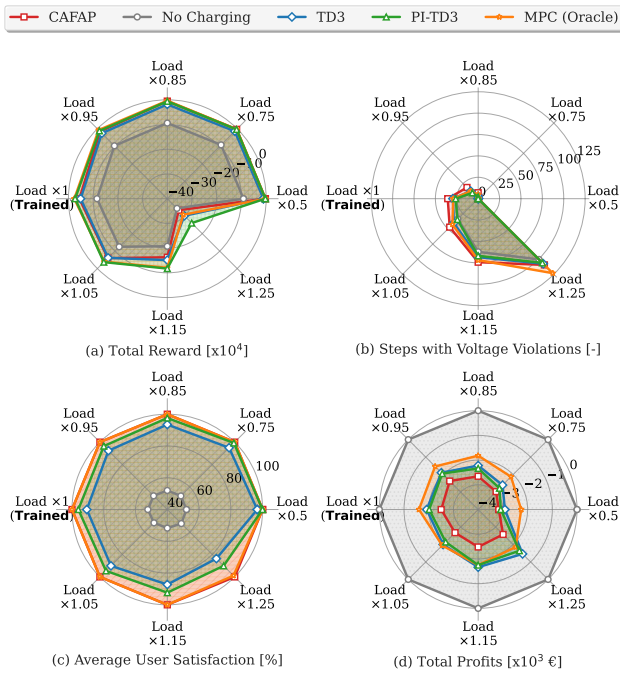 CAFAP No Charging TD3 PI-TD3 MPC (Oracle)
Load
×0.85
Load
×0.75
Load
×0.5
Load
×1.25
Load
×1.15
Load
×1.05
Load ×1
(Trained)
Load
×0.95
−40
−30
−20
−10
0
(a) Total Reward [x10⁴]
Load
×0.85
Load
×0.75
Load
×0.5
Load
×1.25
Load
×1.15
Load
×1.05
Load ×1
(Trained)
Load
×0.95
0
25
50
75
100
125
(b) Steps with Voltage Violations [-]
Load
×0.85
Load
×0.75
Load
×0.5
Load
×1.25
Load
×1.15
Load
×1.05
Load ×1
(Trained)
Load
×0.95
40
60
80
100
(c) Average User Satisfaction [%]
Load
×0.85
Load
×0.75
Load
×0.5
Load
×1.25
Load
×1.15
Load
×1.05
Load ×1
(Trained)
Load
×0.95
−4
−3
−2
−1
0
(d) Total Profits [x10³ €]